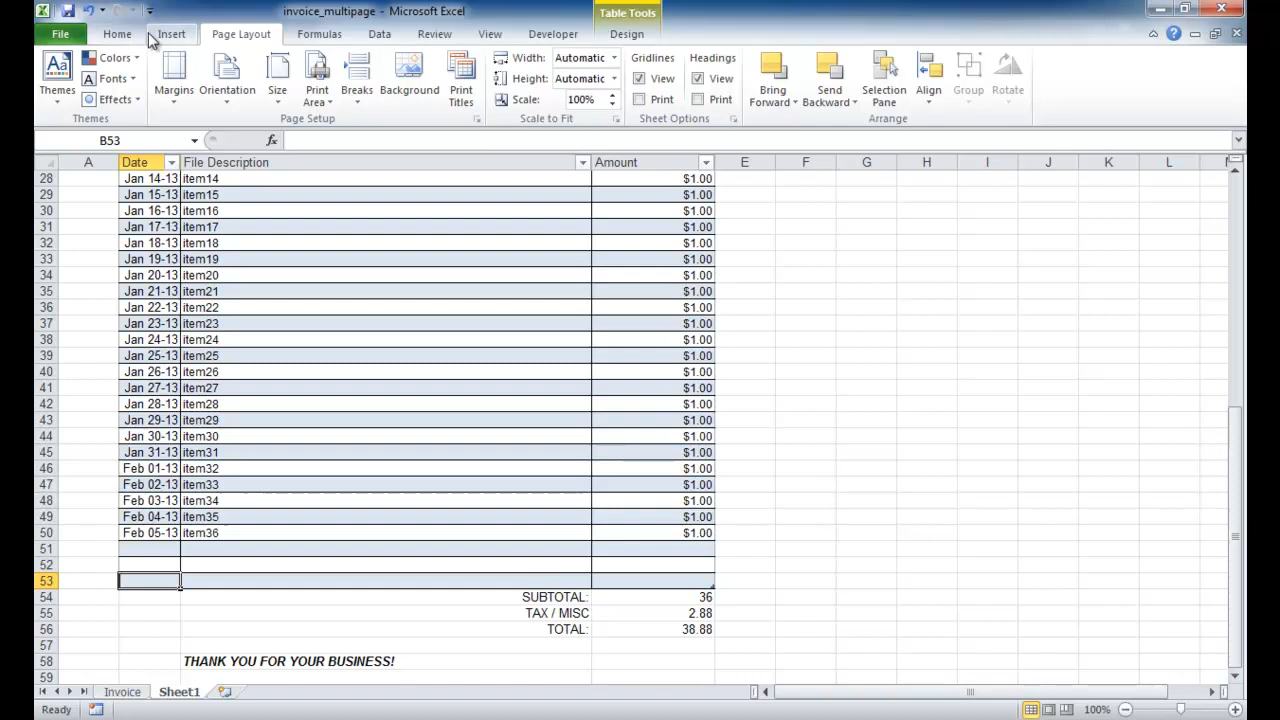 invoice_multipage - Microsoft Excel
Table Tools
File Home Insert Page Layout Formulas Data Review View Developer Design
Colors Width: Automatic Gridlines Headings
Fonts Height: Automatic View View
Themes Effects Margins Orientation Size Print Area Breaks Background Print Titles Scale: 100% Print Print Bring Forward Send Backward Selection Pane Align Group Rotate
Themes Page Setup Scale to Fit Sheet Options Arrange
B53 fx
A Date File Description Amount E F G H I J K L
28 Jan 14-13 item14 $1.00
29 Jan 15-13 item15 $1.00
30 Jan 16-13 item16 $1.00
31 Jan 17-13 item17 $1.00
32 Jan 18-13 item18 $1.00
33 Jan 19-13 item19 $1.00
34 Jan 20-13 item20 $1.00
35 Jan 21-13 item21 $1.00
36 Jan 22-13 item22 $1.00
37 Jan 23-13 item23 $1.00
38 Jan 24-13 item24 $1.00
39 Jan 25-13 item25 $1.00
40 Jan 26-13 item26 $1.00
41 Jan 27-13 item27 $1.00
42 Jan 28-13 item28 $1.00
43 Jan 29-13 item29 $1.00
44 Jan 30-13 item30 $1.00
45 Jan 31-13 item31 $1.00
46 Feb 01-13 item32 $1.00
47 Feb 02-13 item33 $1.00
48 Feb 03-13 item34 $1.00
49 Feb 04-13 item35 $1.00
50 Feb 05-13 item36 $1.00
51
52
53
54 SUBTOTAL: 36
55 TAX / MISC 2.88
56 TOTAL: 38.88
57
58 THANK YOU FOR YOUR BUSINESS!
59
Invoice Sheet1
Ready 100%